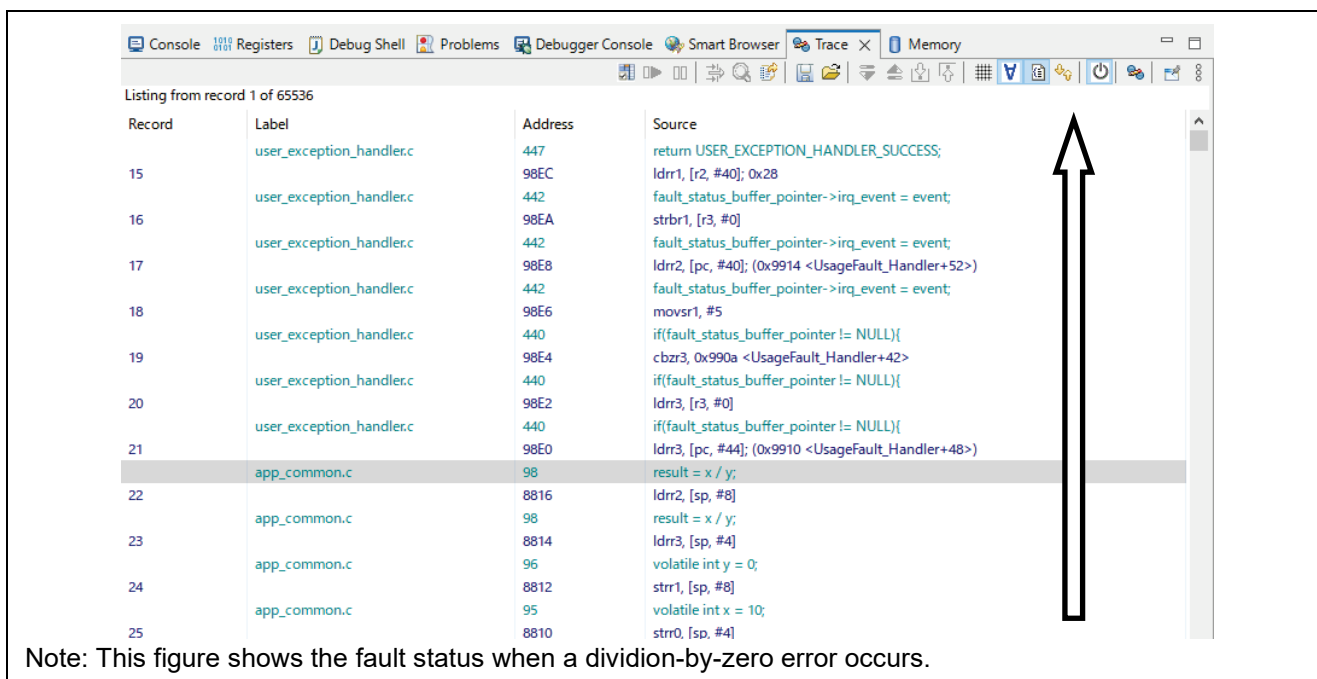 Console 1010 0101 Registers Debug Shell Problems Debugger Console Smart Browser Trace Memory
Listing from record 1 of 65536
Record Label Address Source
user_exception_handler.c 447 return USER_EXCEPTION_HANDLER_SUCCESS;
15 98EC ldrr1, [r2, #40]; 0x28
user_exception_handler.c 442 fault_status_buffer_pointer->irq_event = event;
16 98EA strbr1, [r3, #0]
user_exception_handler.c 442 fault_status_buffer_pointer->irq_event = event;
17 98E8 ldrr2, [pc, #40]; (0x9914 <UsageFault_Handler+52>)
user_exception_handler.c 442 fault_status_buffer_pointer->irq_event = event;
18 98E6 movsr1, #5
user_exception_handler.c 440 if(fault_status_buffer_pointer != NULL){
19 98E4 cbzr3, 0x990a <UsageFault_Handler+42>
user_exception_handler.c 440 if(fault_status_buffer_pointer != NULL){
20 98E2 ldrr3, [r3, #0]
user_exception_handler.c 440 if(fault_status_buffer_pointer != NULL){
21 98E0 ldrr3, [pc, #44]; (0x9910 <UsageFault_Handler+48>)
app_common.c 98 result = x / y;
22 8816 ldrr2, [sp, #8]
app_common.c 98 result = x / y;
23 8814 ldrr3, [sp, #4]
app_common.c 96 volatile int y = 0;
24 8812 strr1, [sp, #8]
app_common.c 95 volatile int x = 10;
25 8810 strr0, [sp, #4]
Note: This figure shows the fault status when a dividion-by-zero error occurs.